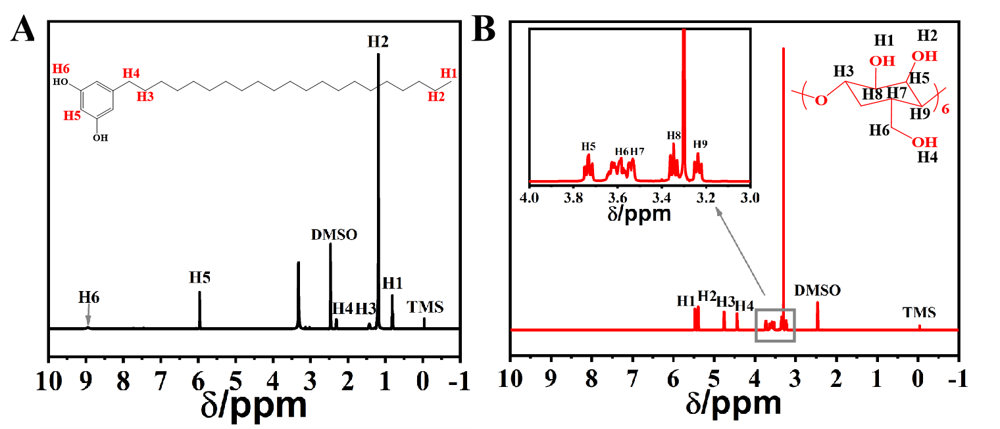 A
H6
HO
H4
H3
H5
OH
H1
H2
H2
DMSO
H5
H6
H4
H3
H1
TMS
10 9 8 7 6 5 4 3 2 1 0 -1
δ/ppm
B
H5
H6
H7
H8
H9
4.0 3.8 3.6 3.4 3.2 3.0
δ/ppm
H1
H2
OH
OH
H3
H5
O
H8
H7
H9
6
H6
OH
H4
H1
H2
H3
H4
DMSO
TMS
10 9 8 7 6 5 4 3 2 1 0 -1
δ/ppm